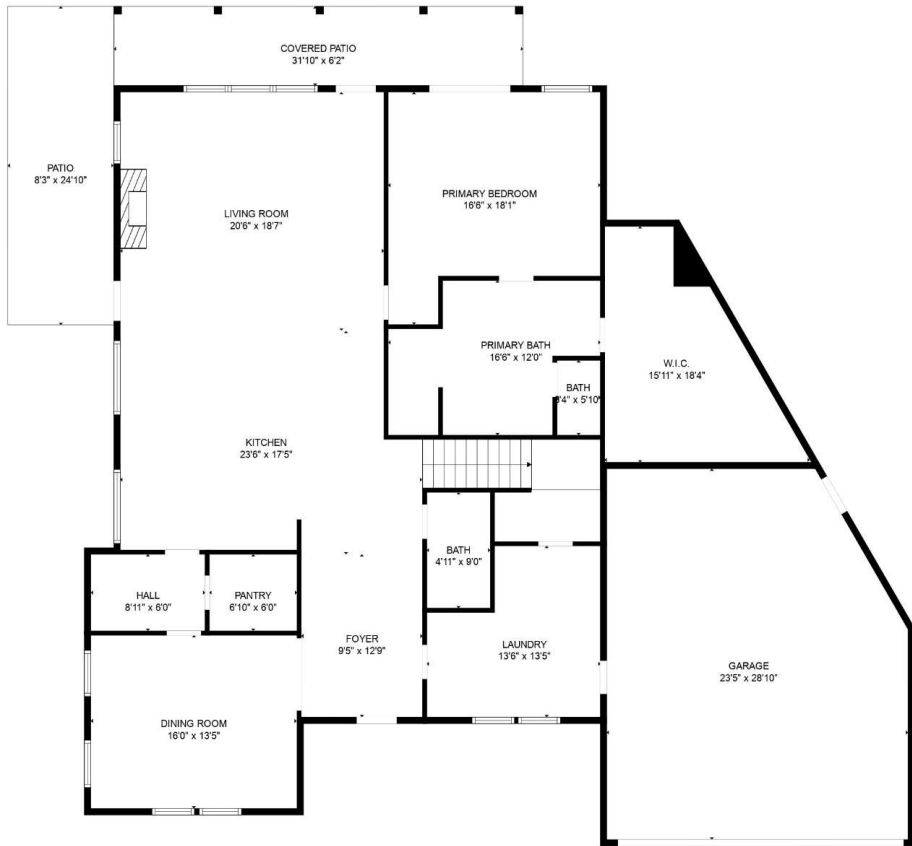 COVERED PATIO
31'10" x 6'2"
PATIO
8'3" x 24'10"
LIVING ROOM
20'6" x 18'7"
PRIMARY BEDROOM
16'6" x 18'1"
PRIMARY BATH
16'6" x 12'0"
BATH
W.I.C.
15'11" x 18'4"
KITCHEN
23'6" x 17'5"
BATH
4'11" x 9'0"
HALL
8'11" x 6'0"
PANTRY
6'10" x 6'0"
FOYER
9'5" x 12'9"
LAUNDRY
13'6" x 13'5"
GARAGE
23'5" x 28'10"
DINING ROOM
16'0" x 13'5"